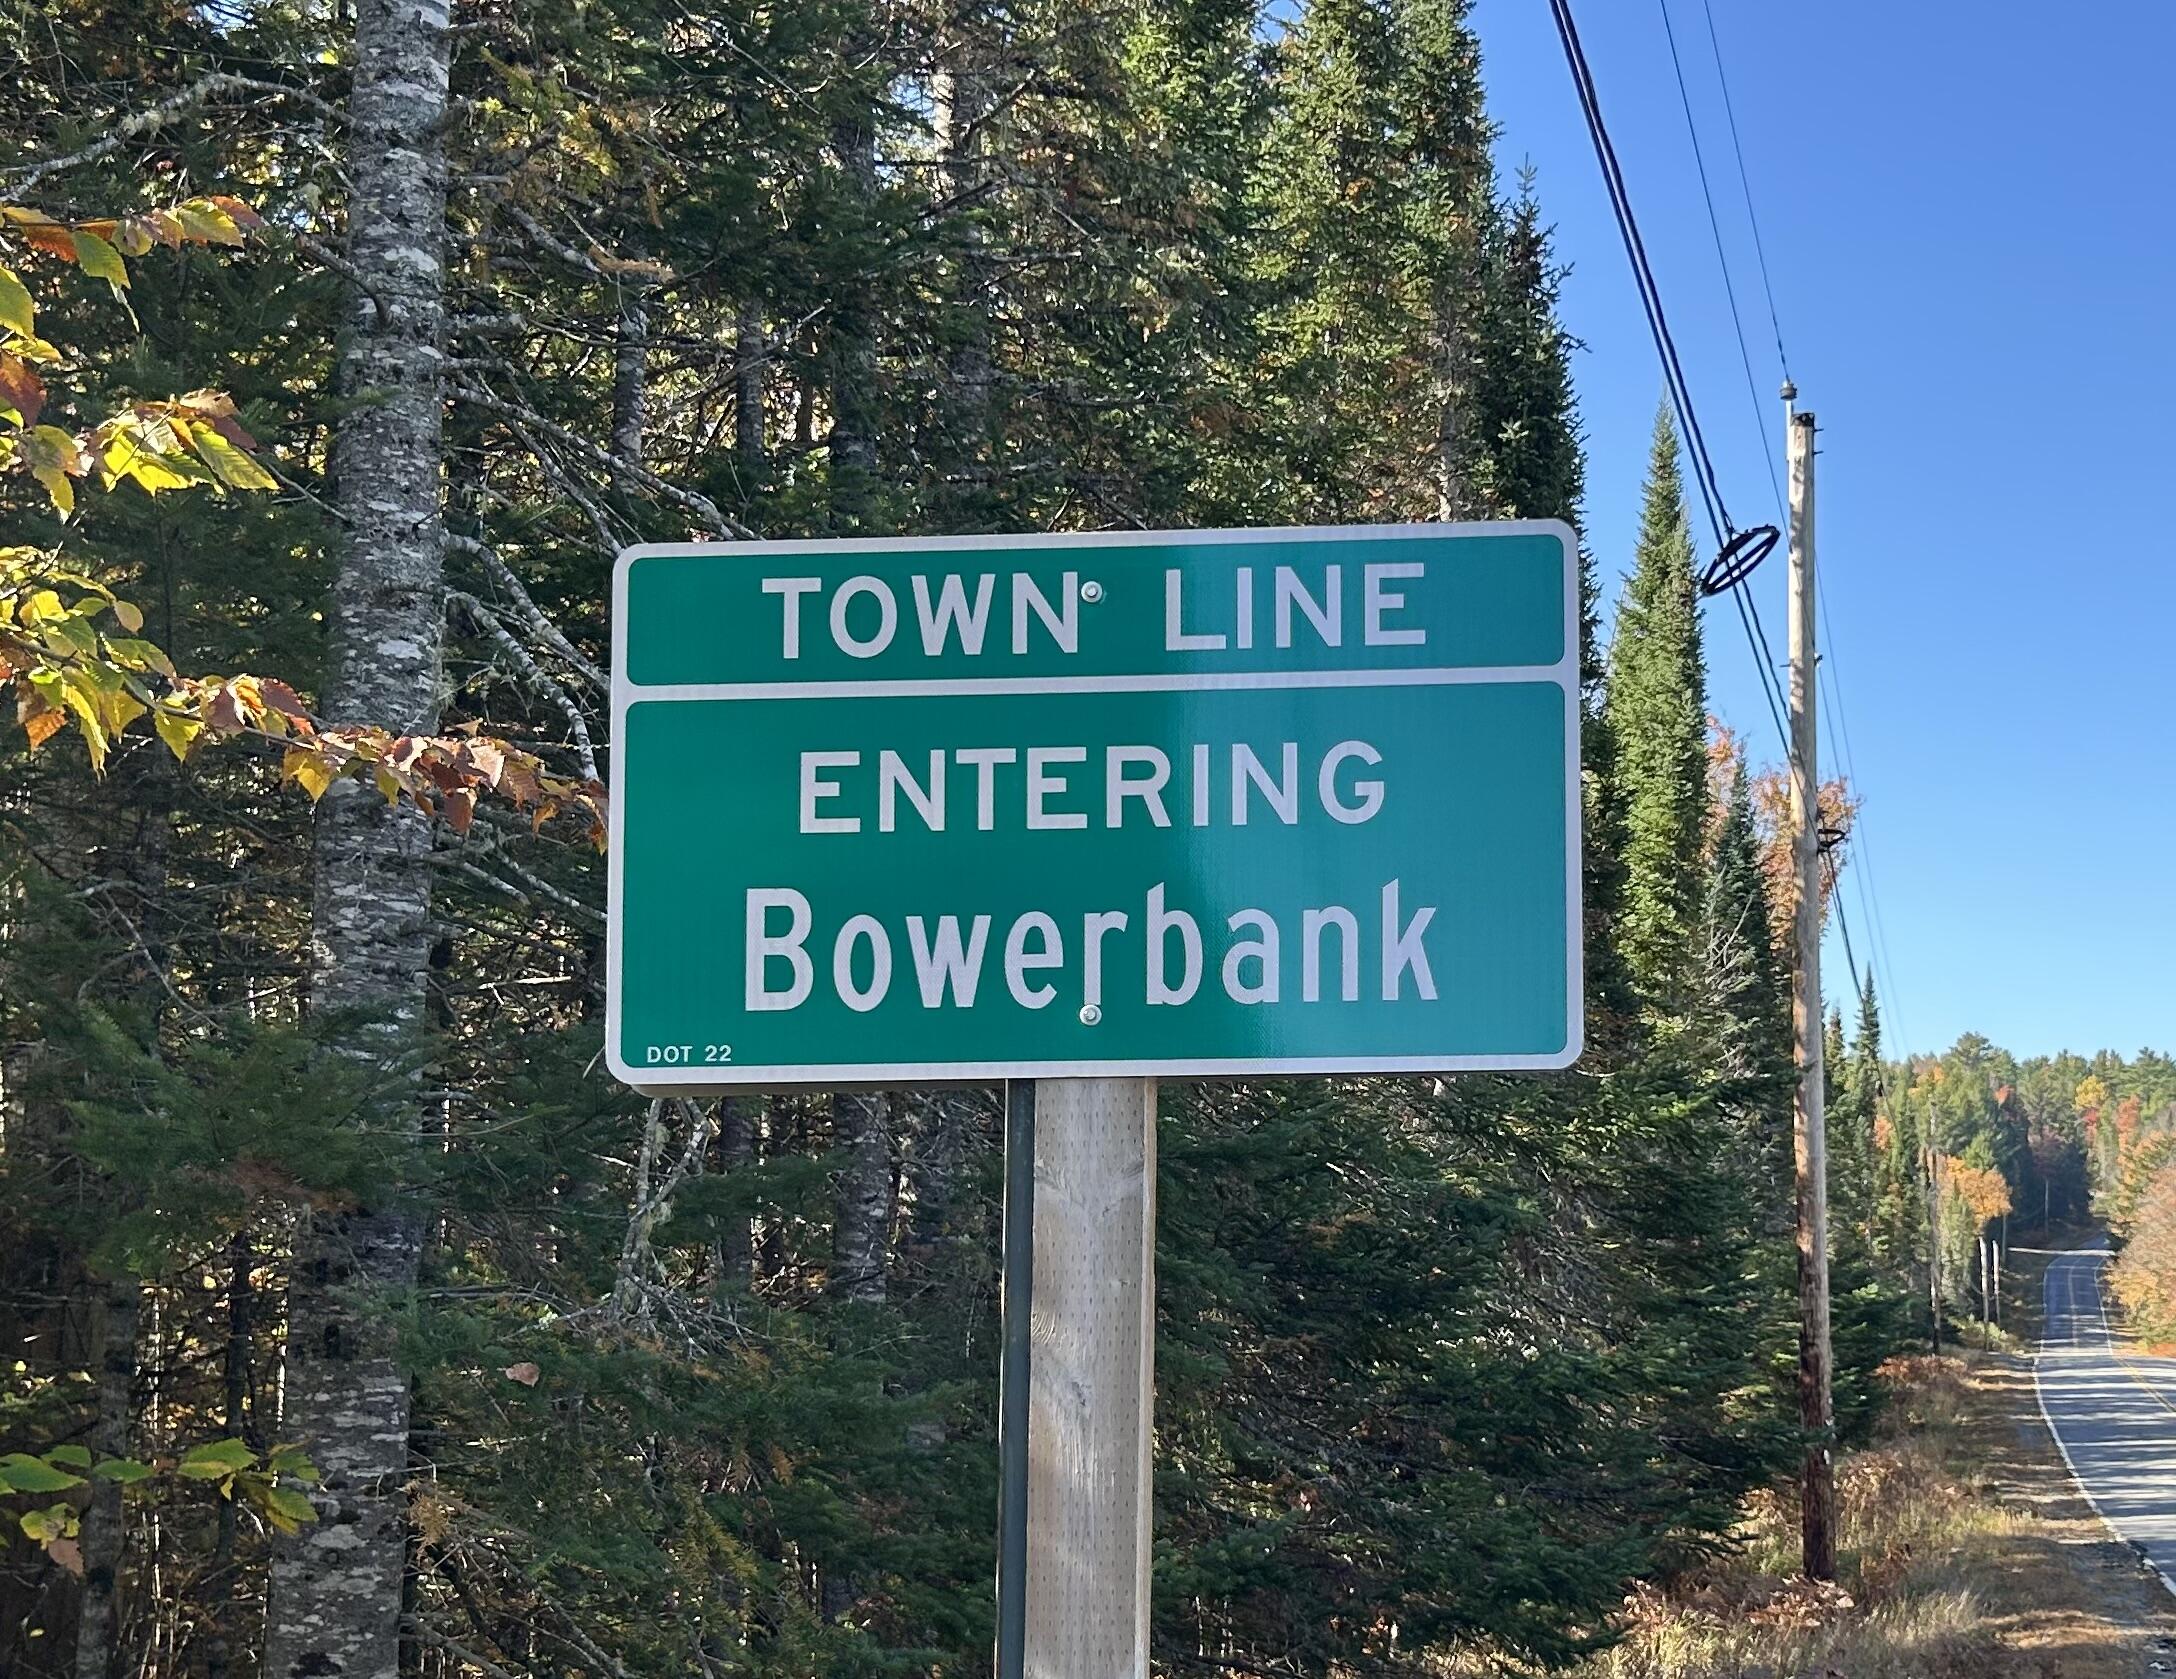 TOWN LINE
ENTERING
Bowerbank
DOT 22